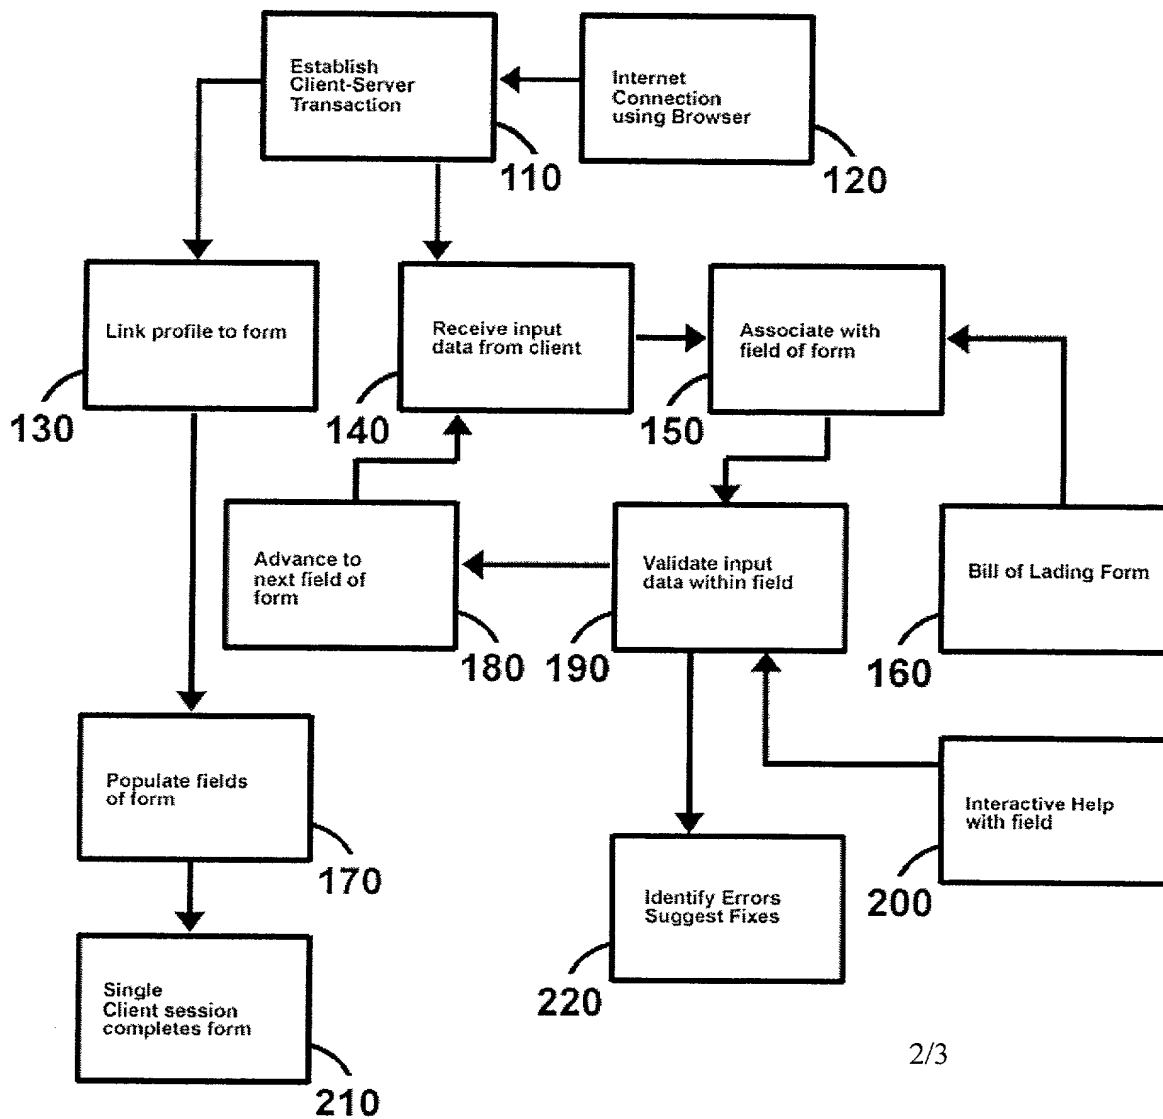 Establish
Client-Server
Transaction
110
Internet
Connection
using Browser
120
Link profile to form
130
Receive input
data from client
140
Associate with
field of form
150
Advance to
next field of
form
180
Validate input
data within field
190
Bill of Lading Form
160
Populate fields
of form
170
Identify Errors
Suggest Fixes
220
Interactive Help
with field
200
Single
Client session
completes form
210
2/3